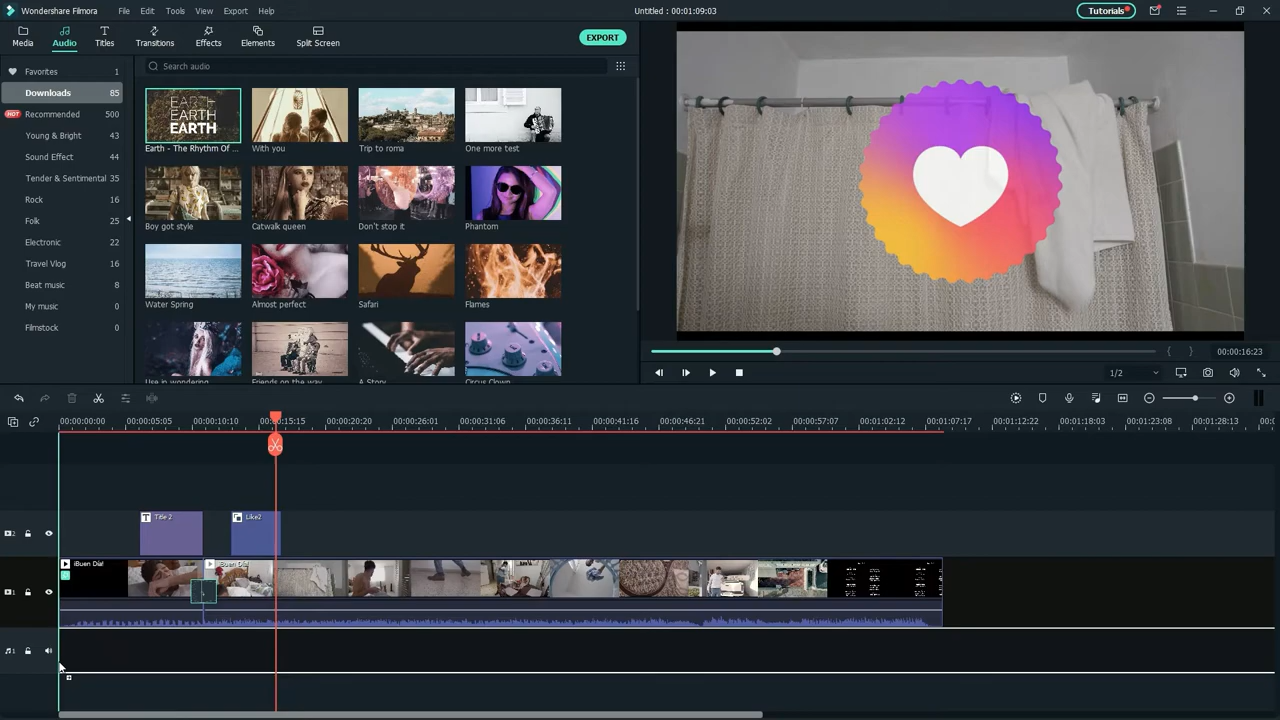 Wondershare Filmora File Edit Tools View Export Help Untitled : 00:01:09:03 Tutorials
Media Audio Titles Transitions Effects Elements Split Screen EXPORT
Favorites 1
Downloads 85
HOT Recommended 500
Young & Bright 43
Sound Effect 44
Tender & Sentimental 35
Rock 16
Folk 25
Electronic 22
Travel Vlog 16
Beat music 8
My music 0
Filmstock 0
Search audio
EARTH
EARTH
EARTH
Earth - The Rhythm Of ... With you Trip to roma One more test
Boy got style Catwalk queen Don't stop it Phantom
Water Spring Almost perfect Safari Flames
Use in wondering Friends on the way A Story Circus Clown
00:00:16:23
1/2
00:00:00:00 00:00:05:05 00:00:10:10 00:00:15:15 00:00:20:20 00:00:26:01 00:00:31:06 00:00:36:11 00:00:41:16 00:00:46:21 00:00:52:02 00:00:57:07 00:01:02:12 00:01:07:17 00:01:12:22 00:01:18:03 00:01:23:08 00:01:28:13
2 Title 2 Like2
1 ¡Buen Día! ¡Buen Día!
1